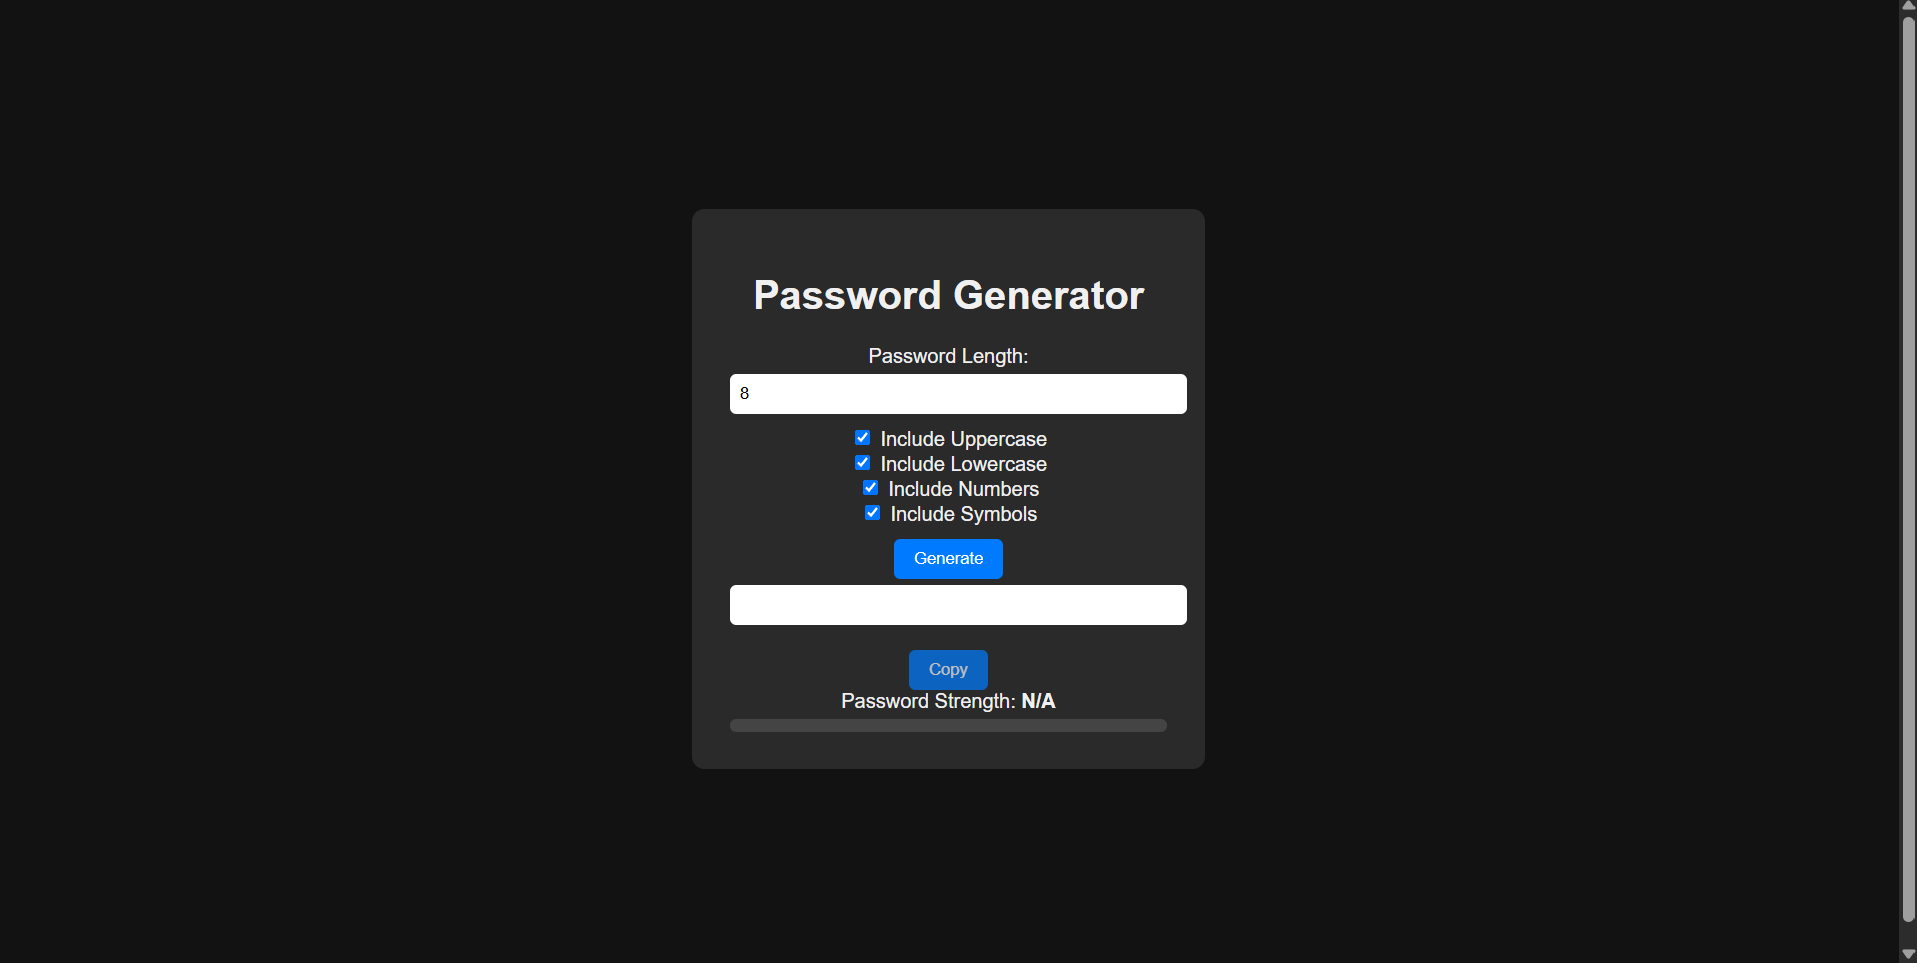 Password Generator
Password Length:
8
Include Uppercase
Include Lowercase
Include Numbers
Include Symbols
Generate
Copy
Password Strength: N/A